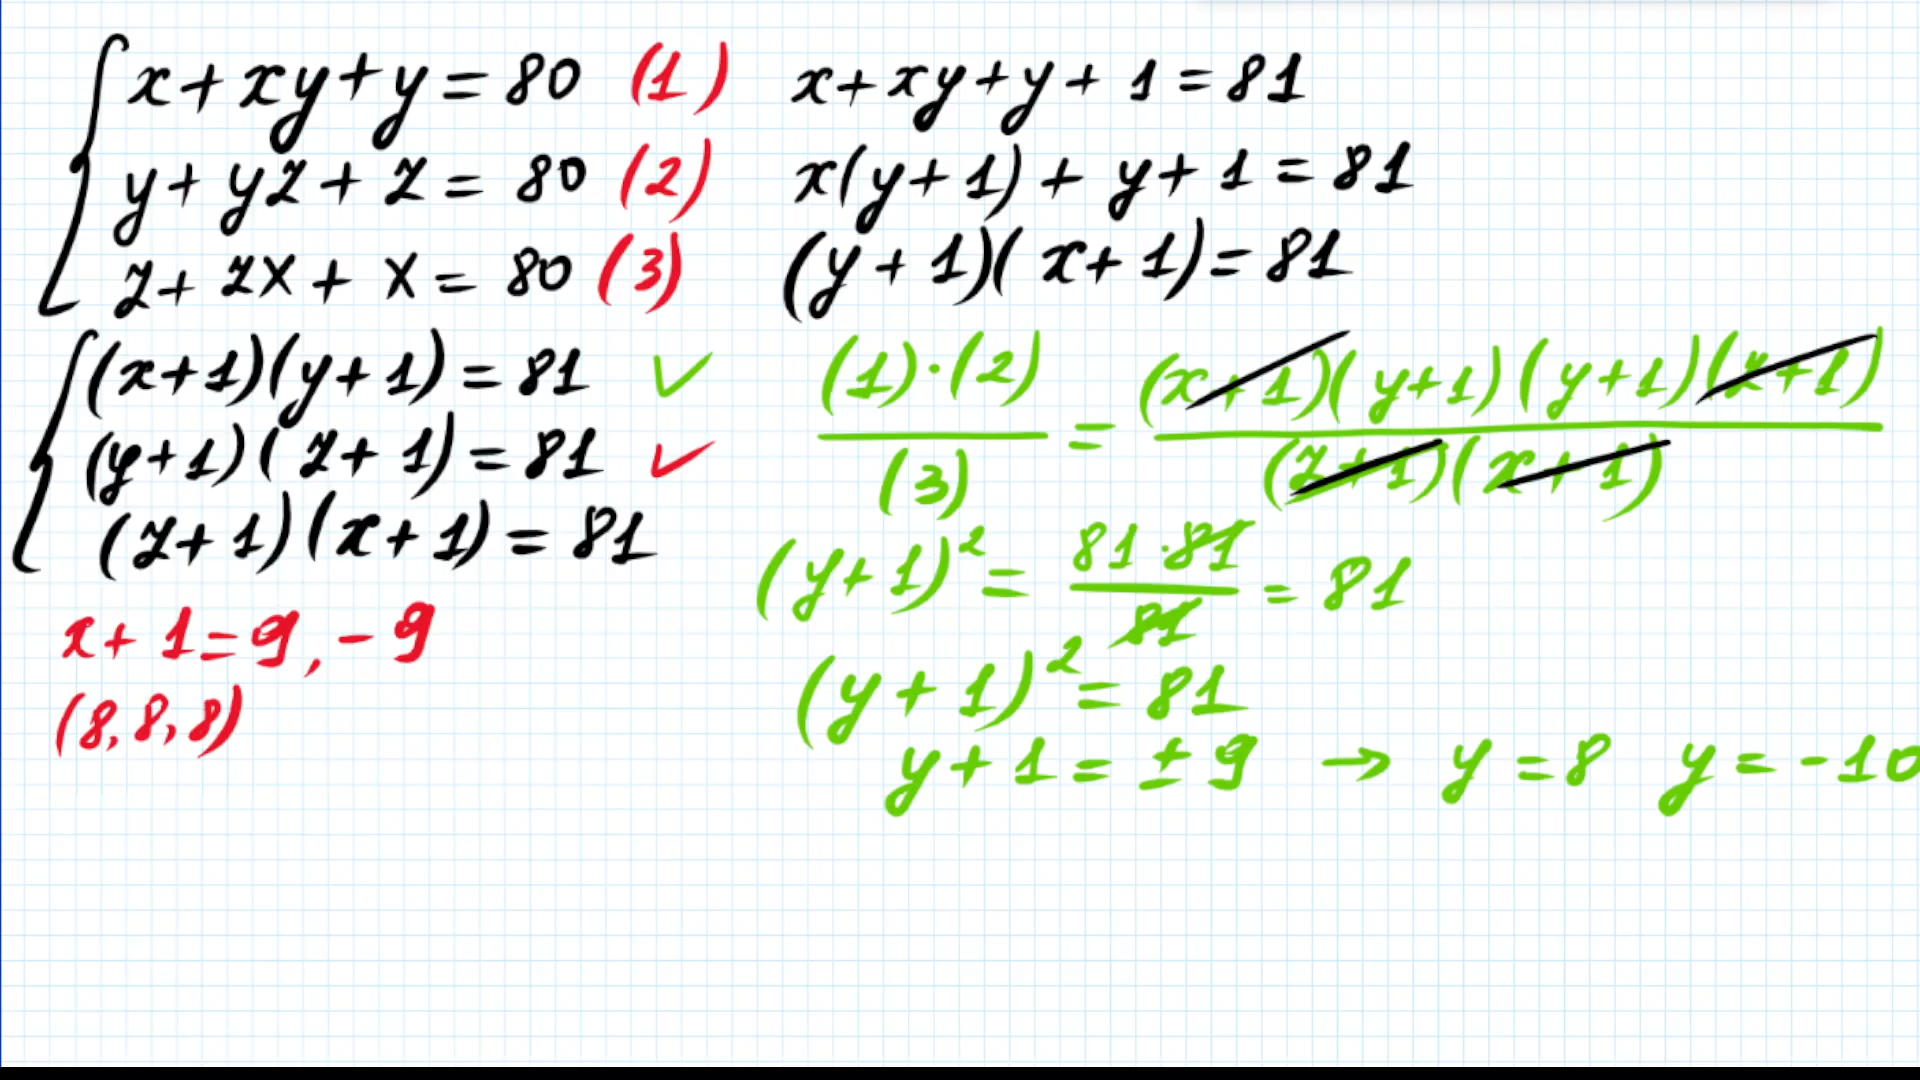 x + xy + y = 80 (1)
y + yz + z = 80 (2)
z + zx + x = 80 (3)
(x+1)(y+1) = 81 ✓
(y+1)(z+1) = 81 ✓
(z+1)(x+1) = 81
x + 1 = 9, -9
(8, 8, 8)
x + xy + y + 1 = 81
x(y+1) + y + 1 = 81
(y+1)(x+1) = 81
(1)·(2) / (3) = (x+1)(y+1)(y+1)(z+1) / (z+1)(x+1)
(y+1)² = 81·81 / 81 = 81
(y+1)² = 81
y + 1 = ± 9 → y = 8 y = -10